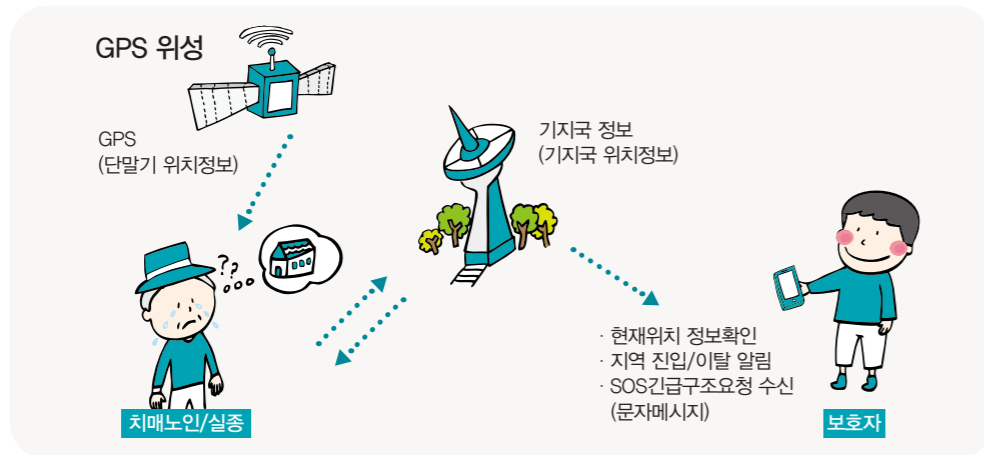 GPS 위성
GPS
(단말기 위치정보)
기지국 정보
(기지국 위치정보)
??
· 현재위치 정보확인
· 지역 진입/이탈 알림
· SOS긴급구조요청 수신
(문자메시지)
치매노인/실종
보호자